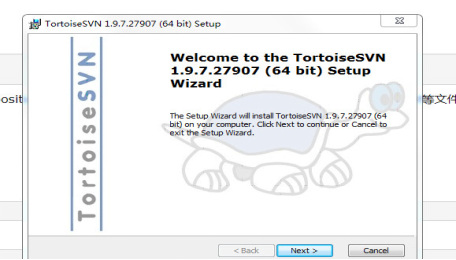 TortoiseSVN 1.9.7.27907 (64 bit) Setup
TortoiseSVN
Welcome to the TortoiseSVN
1.9.7.27907 (64 bit) Setup
Wizard
posit
等文件
The Setup Wizard will install TortoiseSVN 1.9.7.27907 (64
bit) on your computer. Click Next to continue or Cancel to
exit the Setup Wizard.
< Back
Next >
Cancel